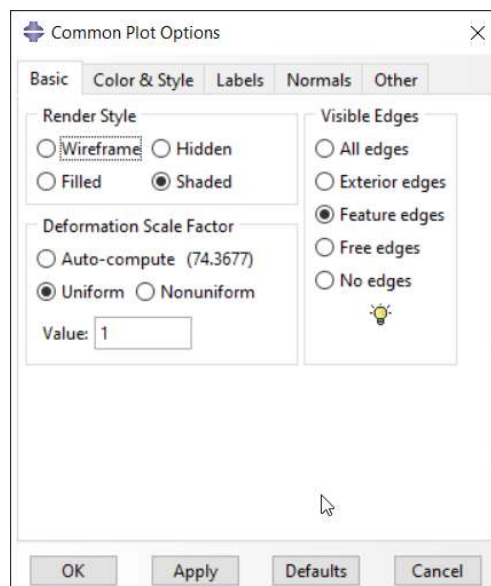 Common Plot Options
Basic Color & Style Labels Normals Other
Render Style
Wireframe Hidden
Filled Shaded
Visible Edges
All edges
Exterior edges
Feature edges
Free edges
No edges
Deformation Scale Factor
Auto-compute (74.3677)
Uniform Nonuniform
Value: 1
OK Apply Defaults Cancel